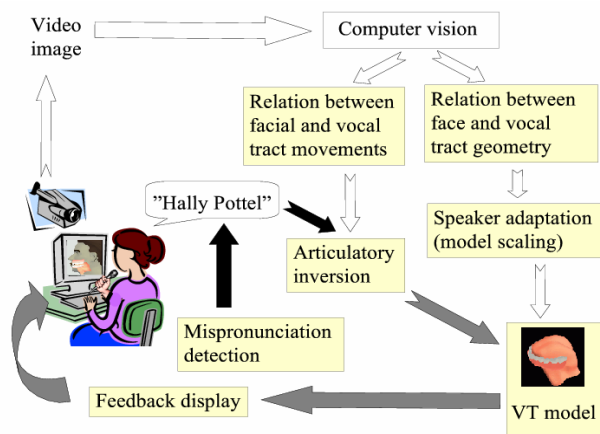 Video
image
Computer vision
Relation between
facial and vocal
tract movements
Relation between
face and vocal
tract geometry
”Hally Pottel”
Speaker adaptation
(model scaling)
Articulatory
inversion
Mispronunciation
detection
Feedback display
VT model